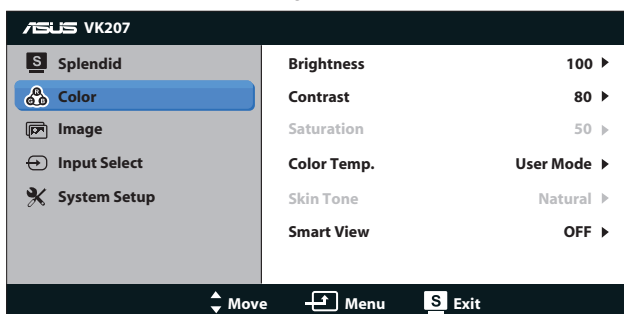 ASUS VK207
S Splendid
Color
Image
Input Select
System Setup
Brightness 100
Contrast 80
Saturation 50
Color Temp. User Mode
Skin Tone Natural
Smart View OFF
Move Menu S Exit